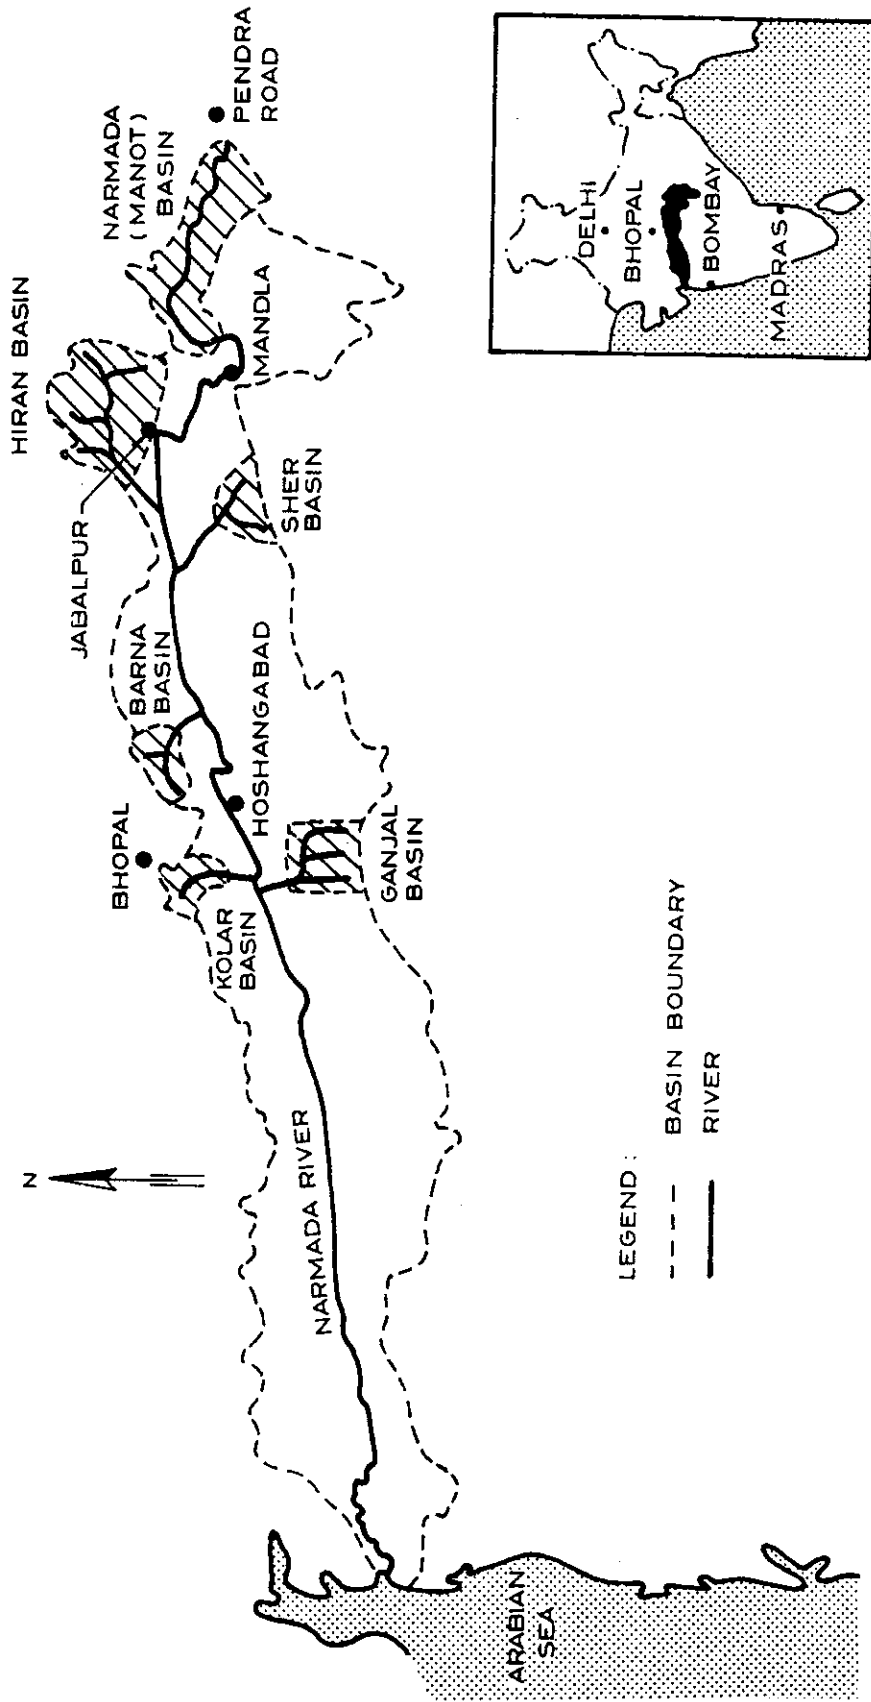 HIRAN BASIN
NARMADA
(MANOT)
BASIN
PENDRA
ROAD
JABALPUR
MANDLA
BARNA
BASIN
SHER
BASIN
BHOPAL
HOSHANGABAD
KOLAR
BASIN
GANJAL
BASIN
N
NARMADA RIVER
ARABIAN
SEA
LEGEND :
BASIN BOUNDARY
RIVER
DELHI
BHOPAL
BOMBAY
MADRAS